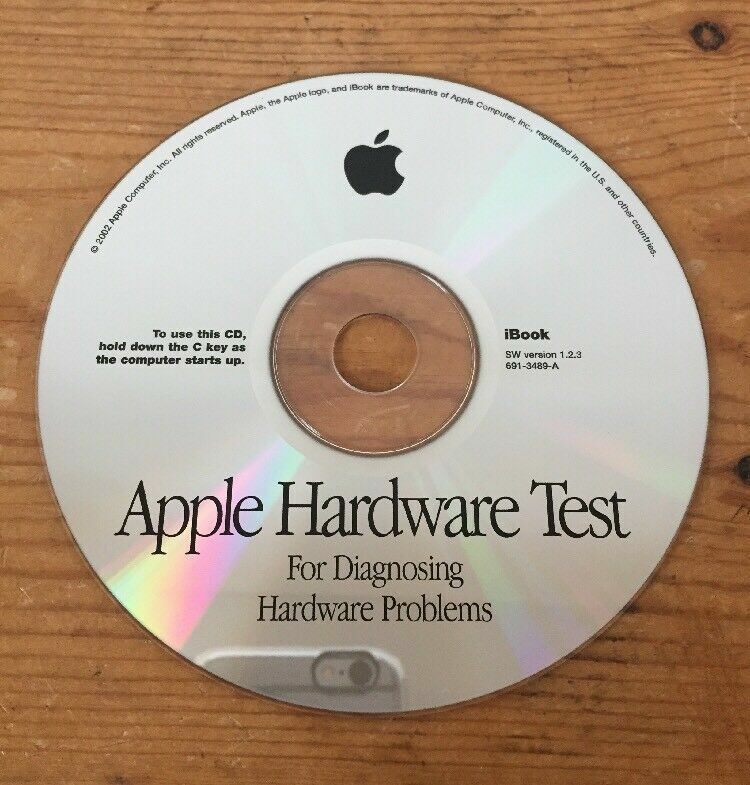 © 2002 Apple Computer, Inc. All rights reserved. Apple, the Apple logo, and iBook are trademarks of Apple Computer, Inc., registered in the U.S. and other countries.
To use this CD,
hold down the C key as
the computer starts up.
iBook
SW version 1.2.3
691-3489-A
Apple Hardware Test
For Diagnosing
Hardware Problems